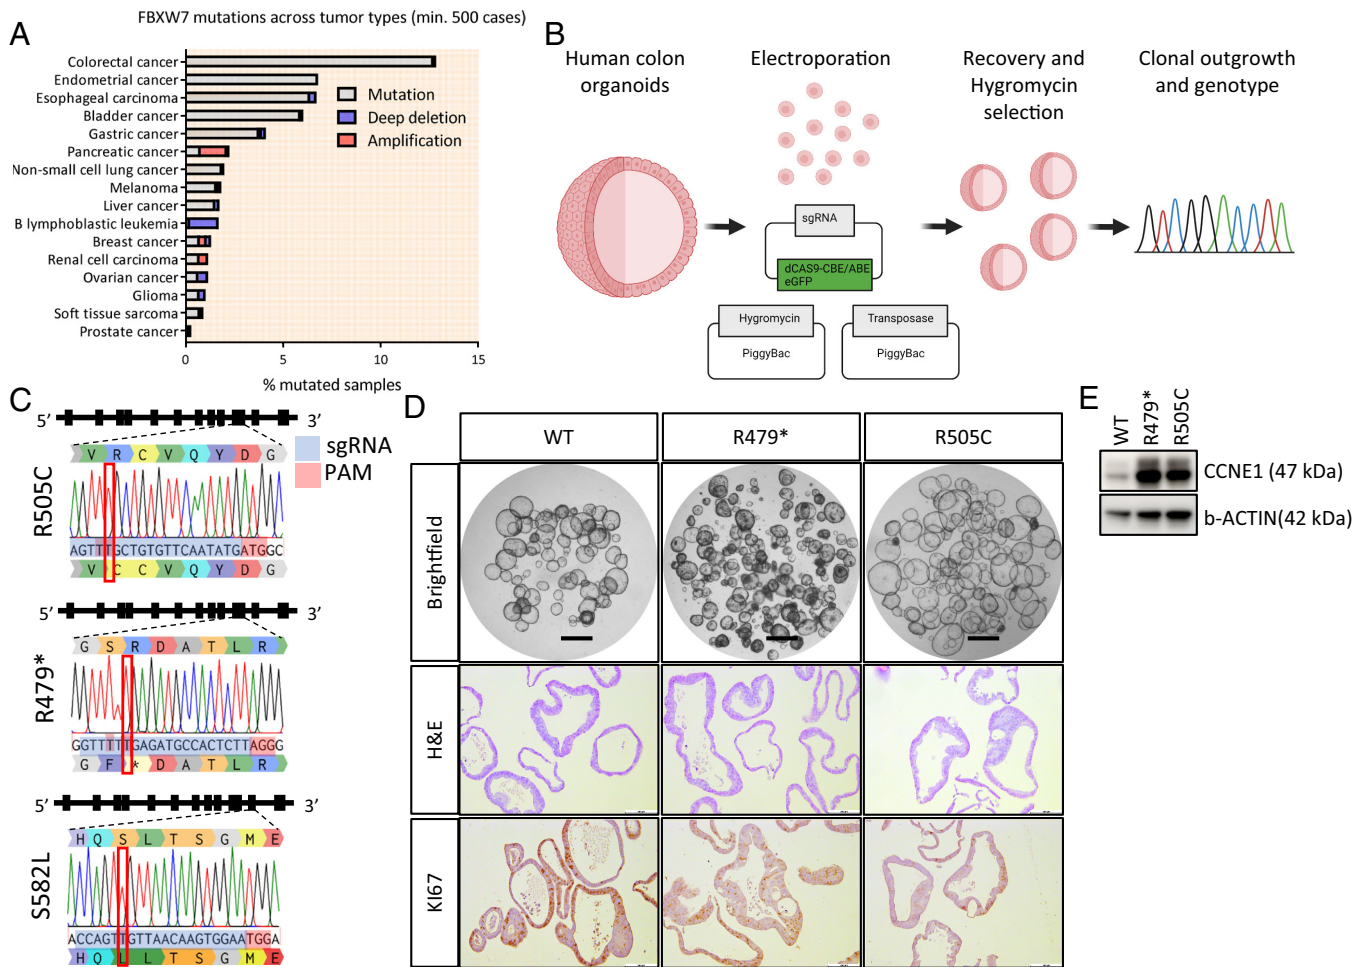 A
FBXW7 mutations across tumor types (min. 500 cases)
Colorectal cancer
Endometrial cancer
Esophageal carcinoma
Bladder cancer
Gastric cancer
Pancreatic cancer
Non-small cell lung cancer
Melanoma
Liver cancer
B lymphoblastic leukemia
Breast cancer
Renal cell carcinoma
Ovarian cancer
Glioma
Soft tissue sarcoma
Prostate cancer
Mutation
Deep deletion
Amplification
0 5 10 15
% mutated samples
B
Human colon
organoids
Electroporation
Recovery and
Hygromycin
selection
Clonal outgrowth
and genotype
sgRNA
dCAS9-CBE/ABE
eGFP
Hygromycin
PiggyBac
Transposase
PiggyBac
C
5' 3'
sgRNA
PAM
R505C
V R C V Q Y D G
AGTTTGCTGTGTTCAATATGATGGC
V C C V Q Y D G
5' 3'
R479*
G S R D A T L R
GGTTTTTGAGATGCCACTCTTAGGG
G F * D A T L R
5' 3'
S582L
H Q S L T S G M E
ACCAGTTGTTAACAAGTGGAATGGA
H Q L L T S G M E
D
WT R479* R505C
Brightfield
H&E
KI67
E
WT R479* R505C
CCNE1 (47 kDa)
b-ACTIN(42 kDa)